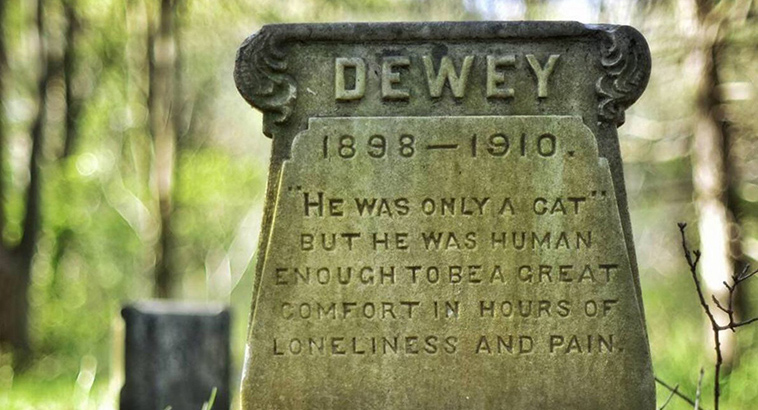 DEWEY
1898—1910.
"HE WAS ONLY A CAT"
BUT HE WAS HUMAN
ENOUGH TO BE A GREAT
COMFORT IN HOURS OF
LONELINESS AND PAIN.